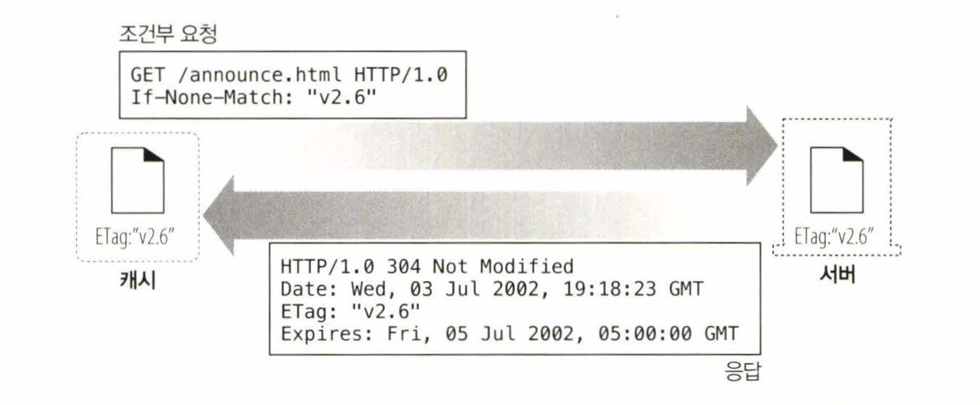 조건부 요청
GET /announce.html HTTP/1.0
If-None-Match: "v2.6"
ETag:"v2.6"
캐시
ETag:"v2.6"
서버
HTTP/1.0 304 Not Modified
Date: Wed, 03 Jul 2002, 19:18:23 GMT
ETag: "v2.6"
Expires: Fri, 05 Jul 2002, 05:00:00 GMT
응답